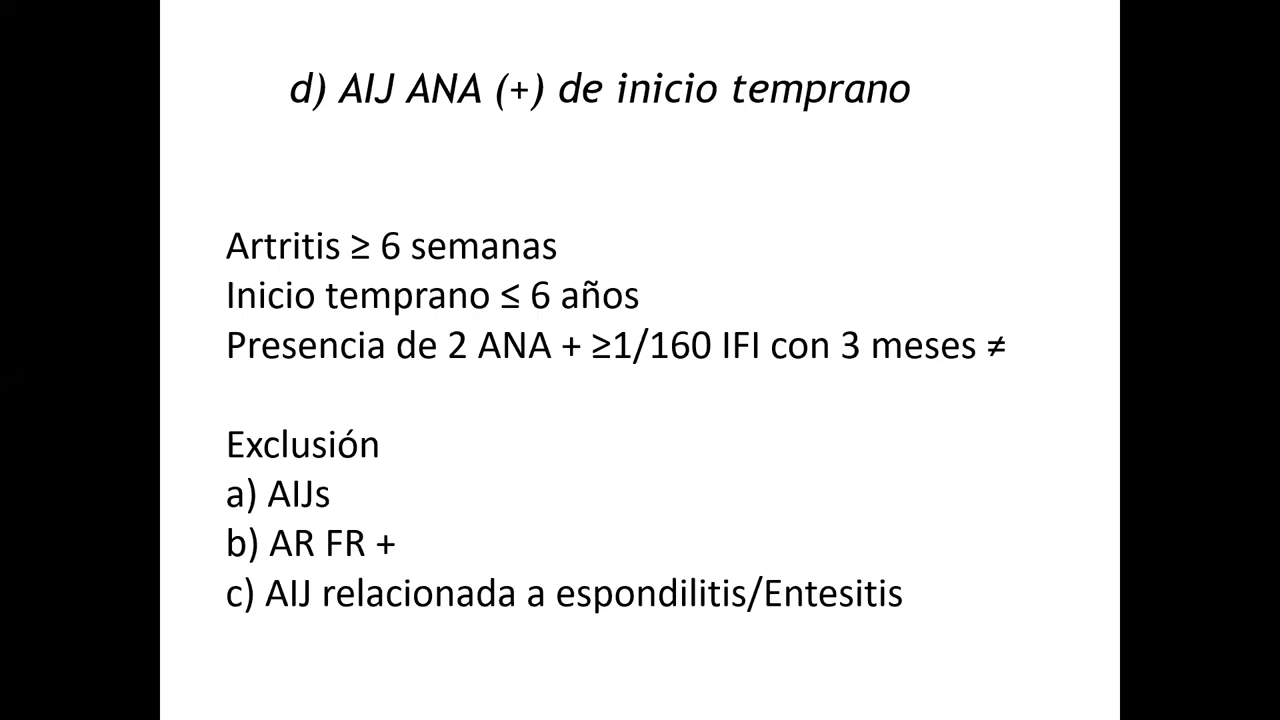 d) AIJ ANA (+) de inicio temprano
Artritis ≥ 6 semanas
Inicio temprano ≤ 6 años
Presencia de 2 ANA + ≥1/160 IFI con 3 meses ≠
Exclusión
a) AIJs
b) AR FR +
c) AIJ relacionada a espondilitis/Entesitis